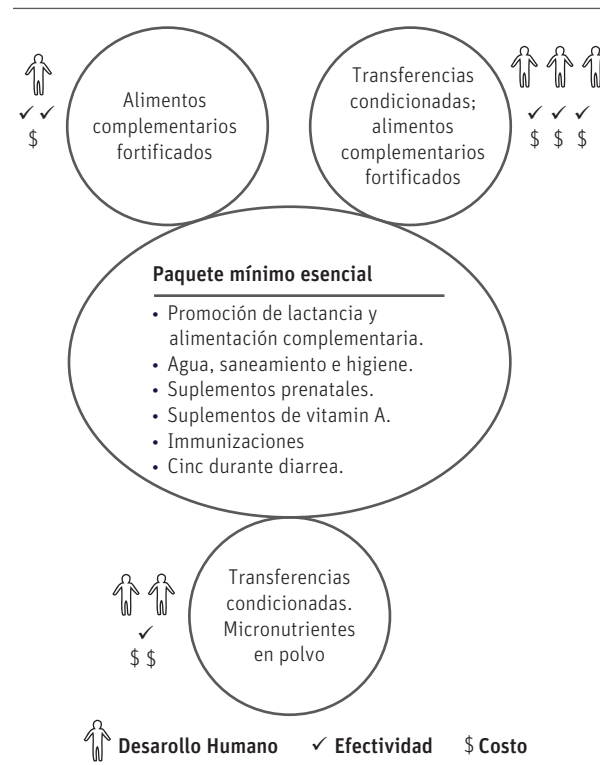 Alimentos
complementarios
fortificados
✓ ✓
$
Transferencias
condicionadas;
alimentos
complementarios
fortificados
✓ ✓ ✓
$ $ $
Paquete mínimo esencial
• Promoción de lactancia y
alimentación complementaria.
• Agua, saneamiento e higiene.
• Suplementos prenatales.
• Suplementos de vitamin A.
• Immunizaciones
• Cinc durante diarrea.
Transferencias
condicionadas.
Micronutrientes
en polvo
✓
$ $
Desarollo Humano ✓ Efectividad $ Costo